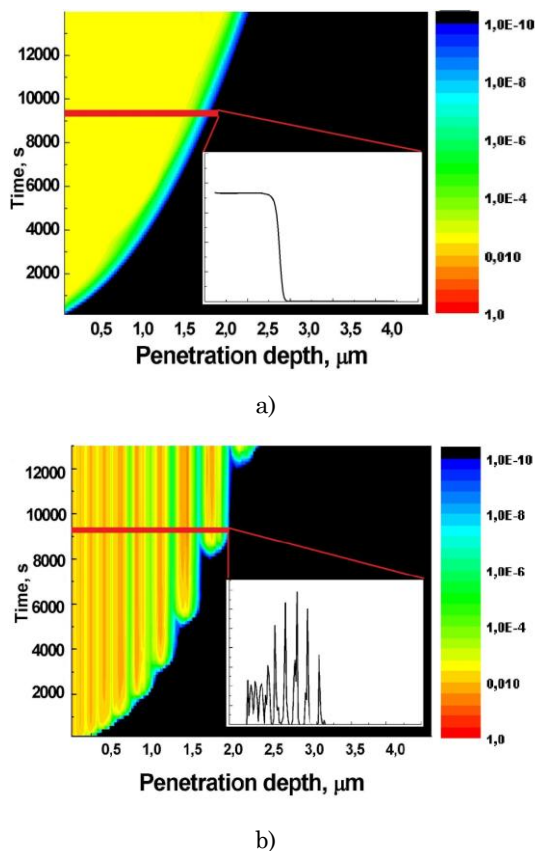 12000
10000
8000
6000
4000
2000
Time, s
0,5 1,0 1,5 2,0 2,5 3,0 3,5 4,0
Penetration depth, μm
1,0E-10
1,0E-8
1,0E-6
1,0E-4
0,010
1,0
a)
12000
10000
8000
6000
4000
2000
Time, s
0,5 1,0 1,5 2,0 2,5 3,0 3,5 4,0
Penetration depth, μm
1,0E-10
1,0E-8
1,0E-6
1,0E-4
0,010
1,0
b)